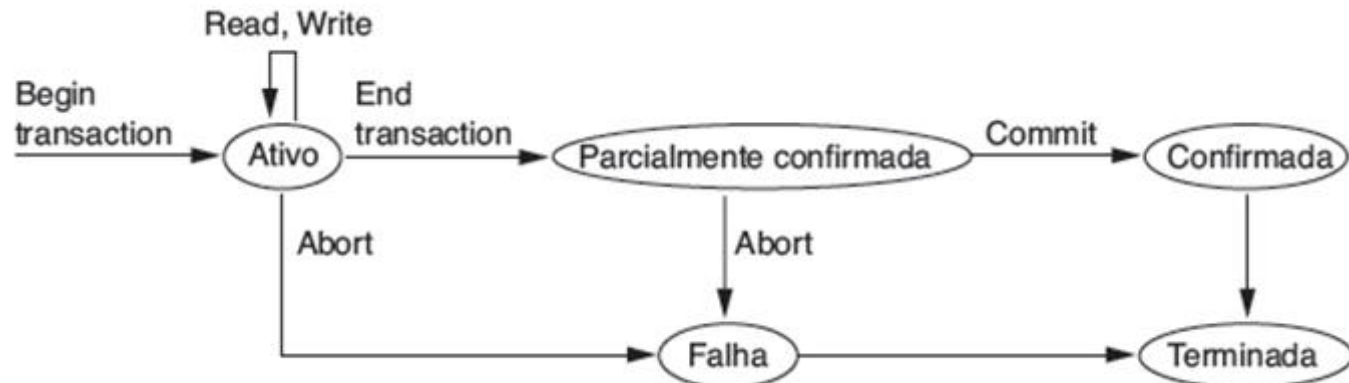 Read, Write
Begin
transaction
End
transaction
Ativo
Parcialmente confirmada
Commit
Confirmada
Abort
Abort
Falha
Terminada